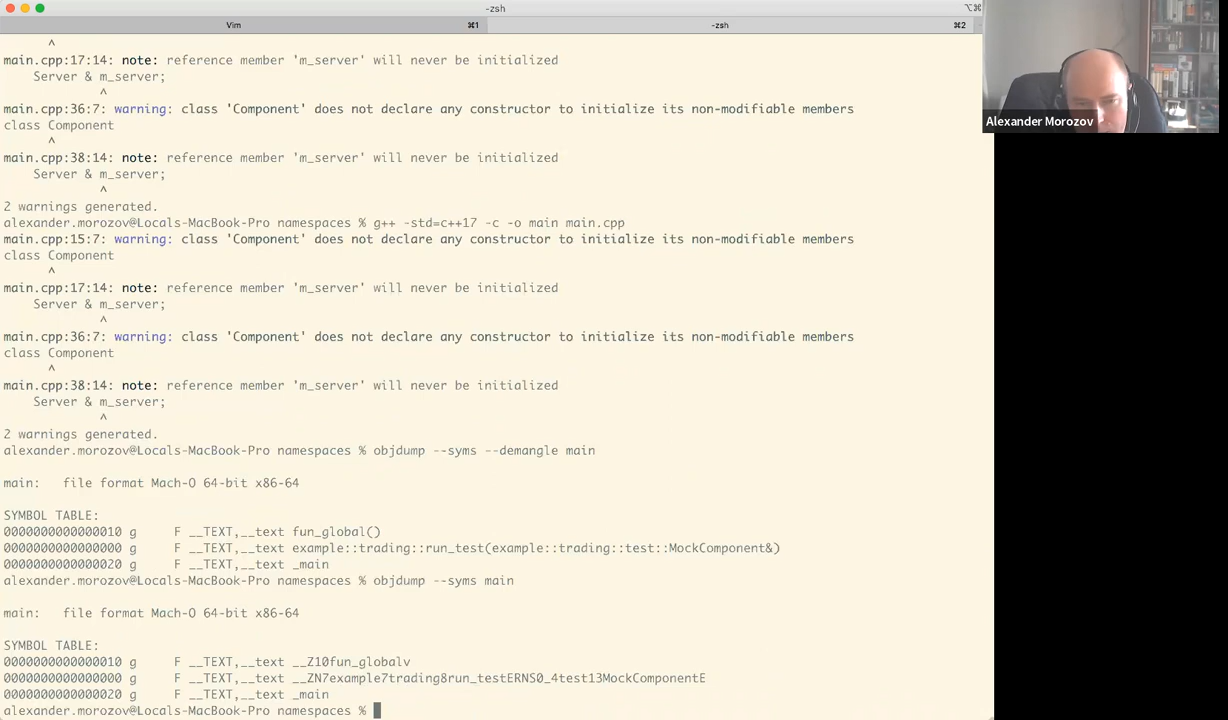 -zsh
⌥⌘
Vim ⌘1 -zsh ⌘2
^
main.cpp:17:14: note: reference member 'm_server' will never be initialized
Server & m_server;
^
main.cpp:36:7: warning: class 'Component' does not declare any constructor to initialize its non-modifiable members
class Component
^
main.cpp:38:14: note: reference member 'm_server' will never be initialized
Server & m_server;
^
2 warnings generated.
alexander.morozov@Locals-MacBook-Pro namespaces % g++ -std=c++17 -c -o main main.cpp
main.cpp:15:7: warning: class 'Component' does not declare any constructor to initialize its non-modifiable members
class Component
^
main.cpp:17:14: note: reference member 'm_server' will never be initialized
Server & m_server;
^
main.cpp:36:7: warning: class 'Component' does not declare any constructor to initialize its non-modifiable members
class Component
^
main.cpp:38:14: note: reference member 'm_server' will never be initialized
Server & m_server;
^
2 warnings generated.
alexander.morozov@Locals-MacBook-Pro namespaces % objdump --syms --demangle main
main: file format Mach-O 64-bit x86-64
SYMBOL TABLE:
0000000000000010 g F __TEXT,__text fun_global()
0000000000000000 g F __TEXT,__text example::trading::run_test(example::trading::test::MockComponent&)
0000000000000020 g F __TEXT,__text _main
alexander.morozov@Locals-MacBook-Pro namespaces % objdump --syms main
main: file format Mach-O 64-bit x86-64
SYMBOL TABLE:
0000000000000010 g F __TEXT,__text __Z10fun_globalv
0000000000000000 g F __TEXT,__text __ZN7example7trading8run_testERNS0_4test13MockComponentE
0000000000000020 g F __TEXT,__text _main
alexander.morozov@Locals-MacBook-Pro namespaces %
Alexander Morozov